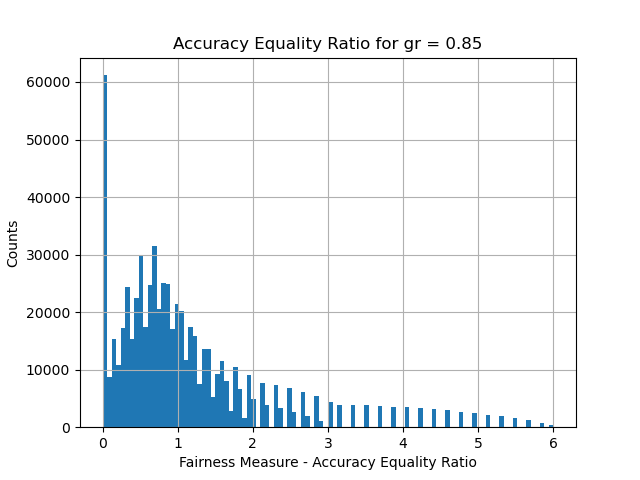 Accuracy Equality Ratio for gr = 0.85
60000
50000
40000
30000
20000
10000
0
Counts
0 1 2 3 4 5 6
Fairness Measure - Accuracy Equality Ratio